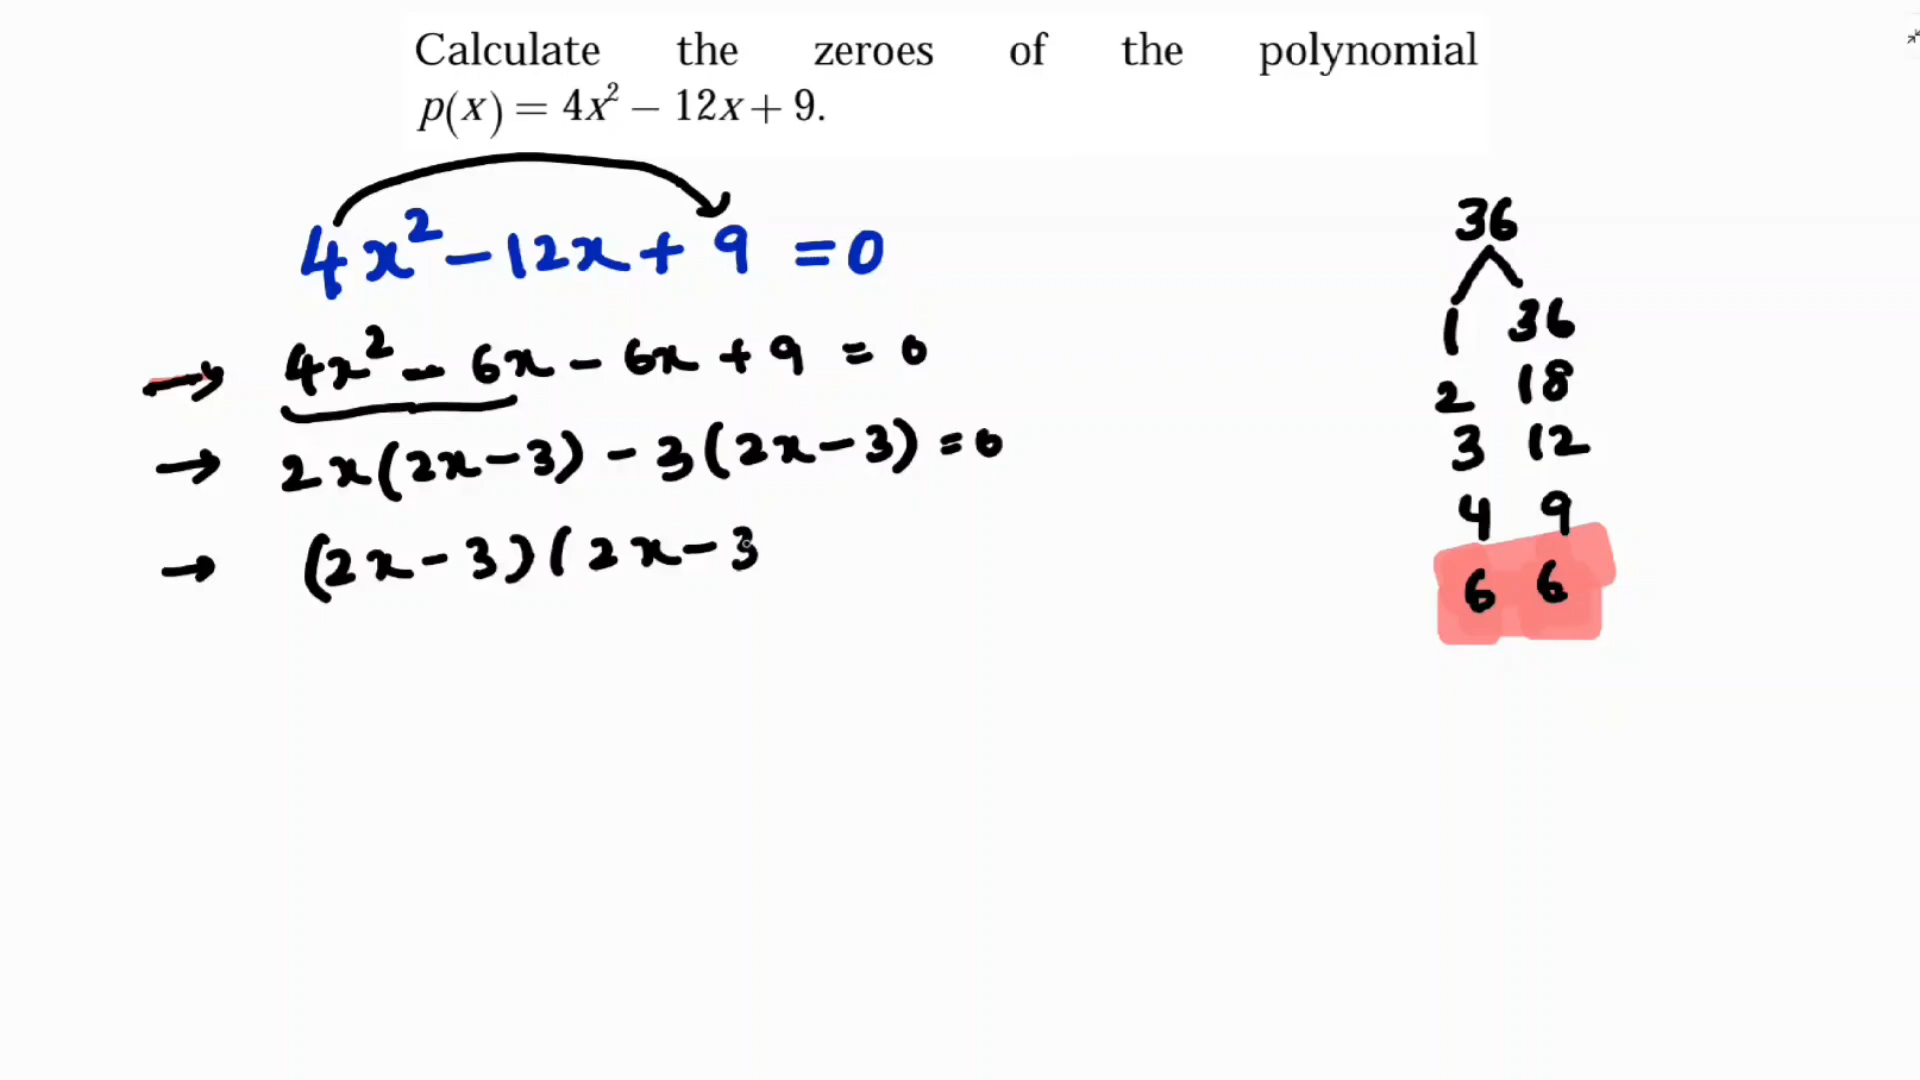 Calculate the zeroes of the polynomial
p(x) = 4x² − 12x + 9.
4x² − 12x + 9 = 0
→ 4x² − 6x − 6x + 9 = 0
→ 2x(2x − 3) − 3(2x − 3) = 0
→ (2x − 3)(2x − 3
36
1 36
2 18
3 12
4 9
6 6